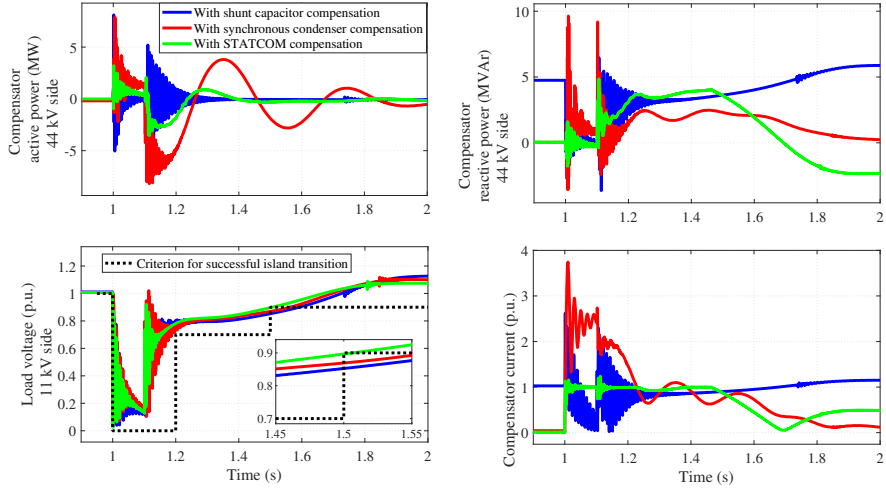 With shunt capacitor compensation
With synchronous condenser compensation
With STATCOM compensation
Compensator
active power (MW)
44 kV side
5
0
-5
1 1.2 1.4 1.6 1.8 2
Compensator
reactive power (MVAr)
44 kV side
10
5
0
-5
1 1.2 1.4 1.6 1.8 2
Criterion for successful island transition
Load voltage (p.u.)
11 kV side
1.2
1
0.8
0.6
0.4
0.2
0
0.9
0.8
0.7
1.45 1.5 1.55
1 1.2 1.4 1.6 1.8 2
Time (s)
Compensator current (p.u.)
4
3
2
1
0
1 1.2 1.4 1.6 1.8 2
Time (s)